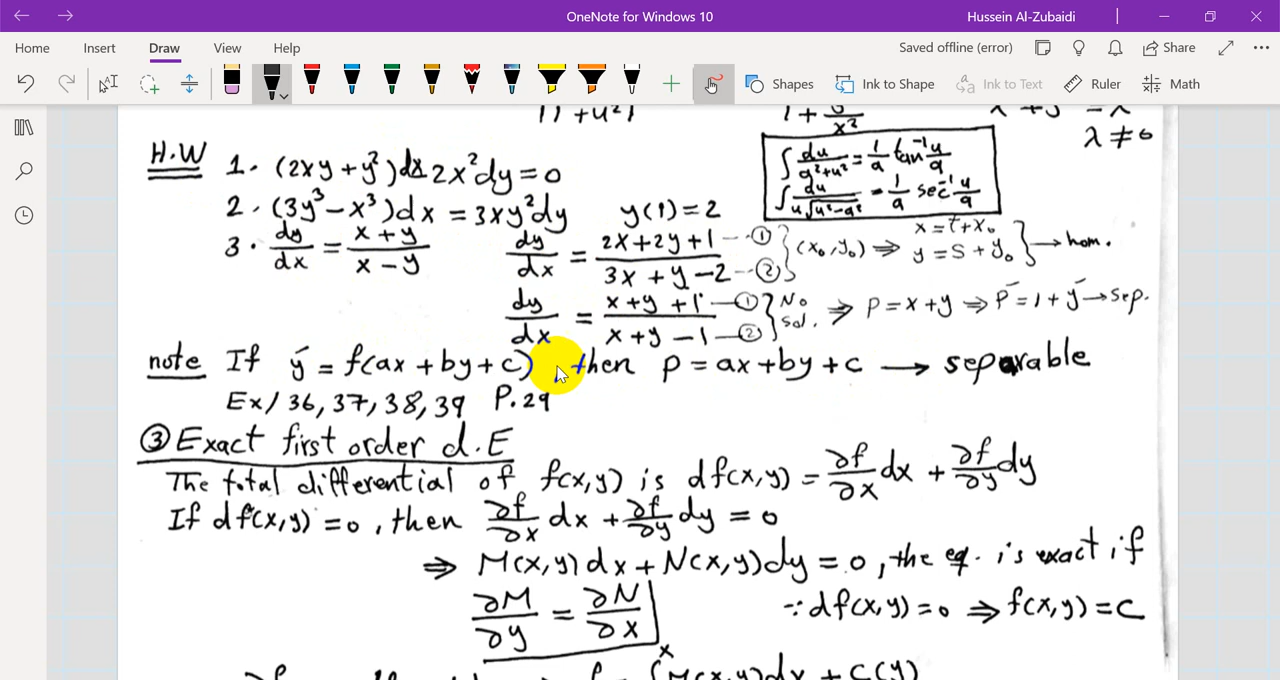 OneNote for Windows 10
Hussein Al-Zubaidi
Home Insert Draw View Help
Saved offline (error) Share
Shapes Ink to Shape Ink to Text Ruler Math
|1+u²|
λ ≠ 0
H.W 1. (2xy + y²) dx 2x² dy = 0
∫ du/(a²+u²) = 1/a tan⁻¹ u/a
∫ du/(u√(u²-a²)) = 1/a sec⁻¹ u/a
2. (3y³ - x³) dx = 3xy² dy y(1) = 2
3. dy/dx = (x + y)/(x - y)
dy/dx = (2x+2y+1)/(3x + y - 2) --① --② } (x₀, y₀) ⇒ x = t + x₀ y = S + y₀ } → hom.
dy/dx = (x+y+1)/(x+y-1) —① —② } No sol. ⇒ P = x + y ⇒ P̄ = 1 + ȳ → sep.
note If ȳ = f(ax + by + c) then p = ax + by + c → separable
Ex/ 36, 37, 38, 39 P.29
③ Exact first order d.E
The total differential of f(x,y) is df(x,y) = ∂f/∂x dx + ∂f/∂y dy
If df(x,y) = 0, then ∂f/∂x dx + ∂f/∂y dy = 0
⇒ M(x,y) dx + N(x,y) dy = 0, the eq. is exact if
∂M/∂y = ∂N/∂x ∵ df(x,y) = 0 ⇒ f(x,y) = C